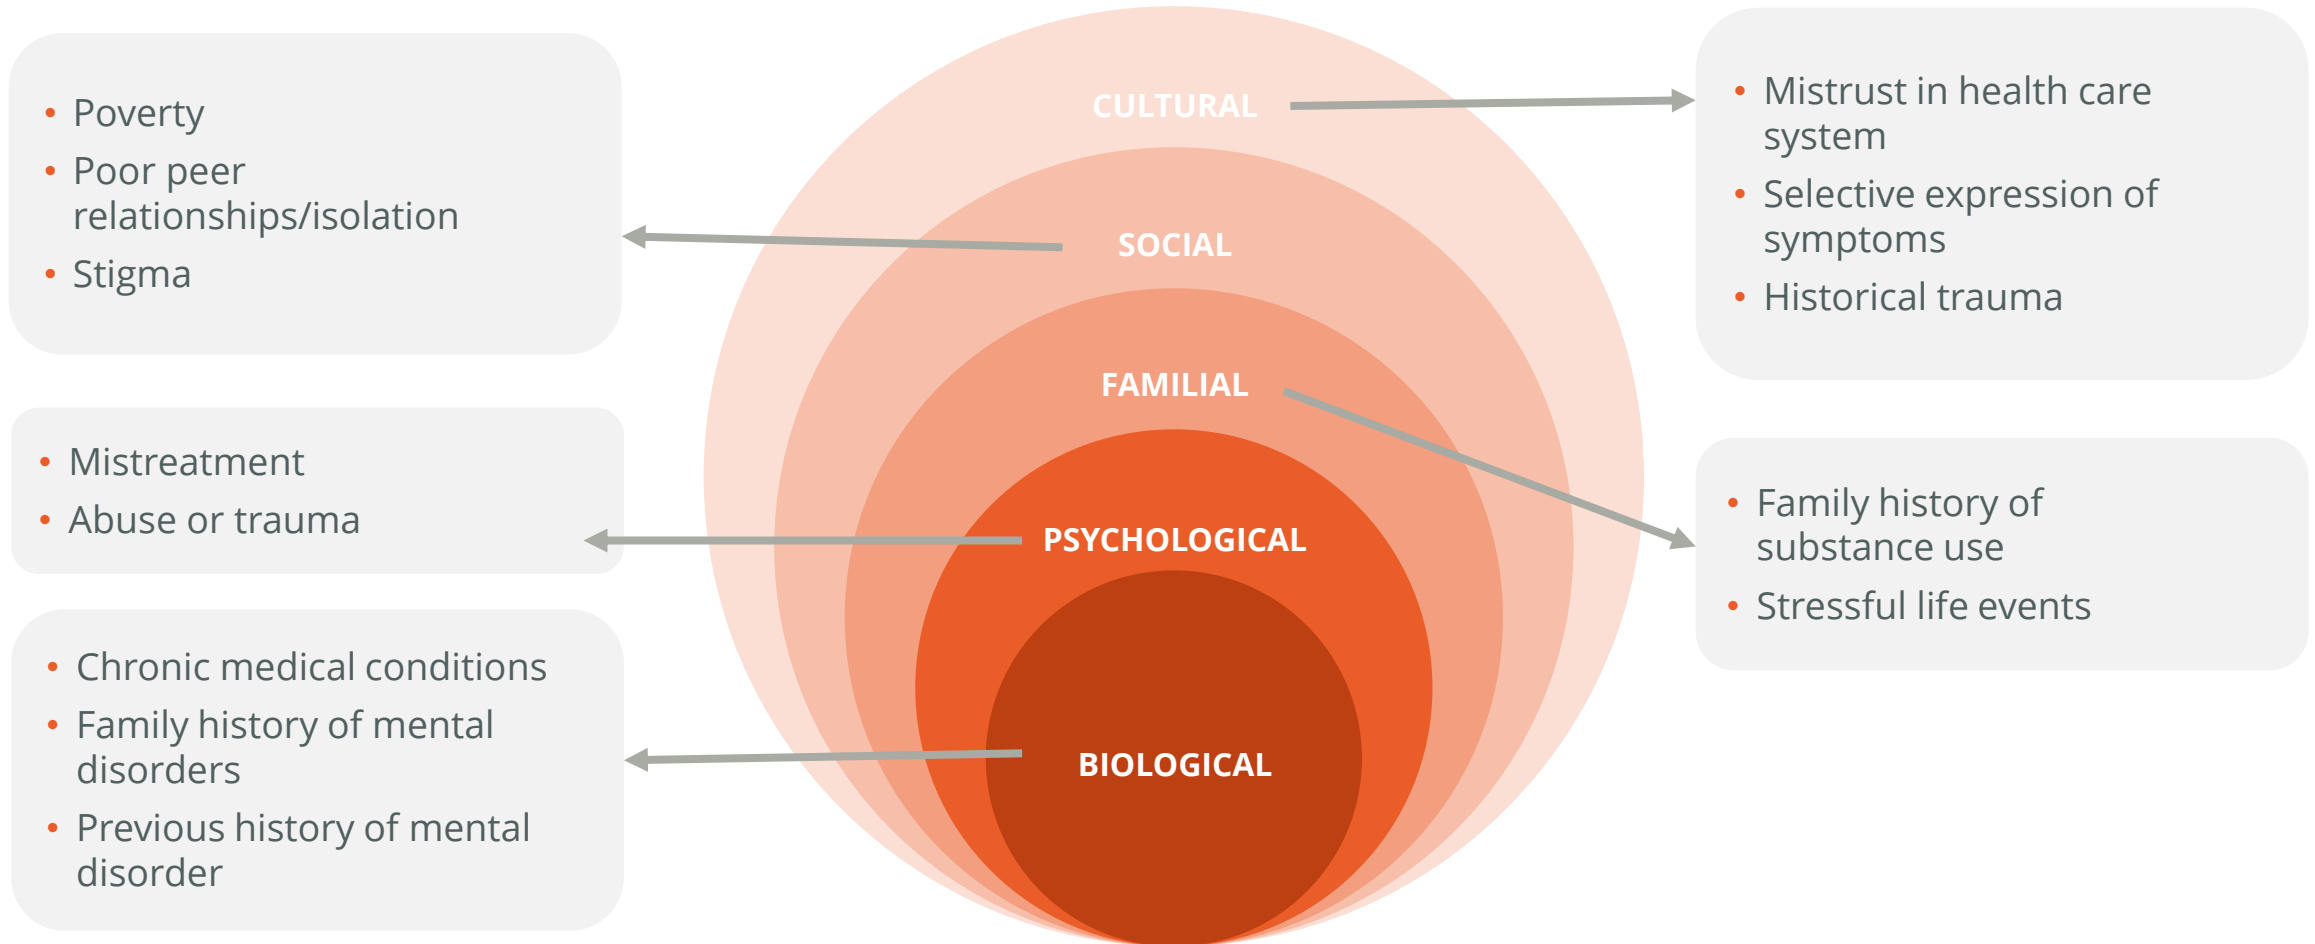 • Poverty
• Poor peer
relationships/isolation
• Stigma
• Mistreatment
• Abuse or trauma
• Chronic medical conditions
• Family history of mental
disorders
• Previous history of mental
disorder
CULTURAL
SOCIAL
FAMILIAL
PSYCHOLOGICAL
BIOLOGICAL
• Mistrust in health care
system
• Selective expression of
symptoms
• Historical trauma
• Family history of
substance use
• Stressful life events